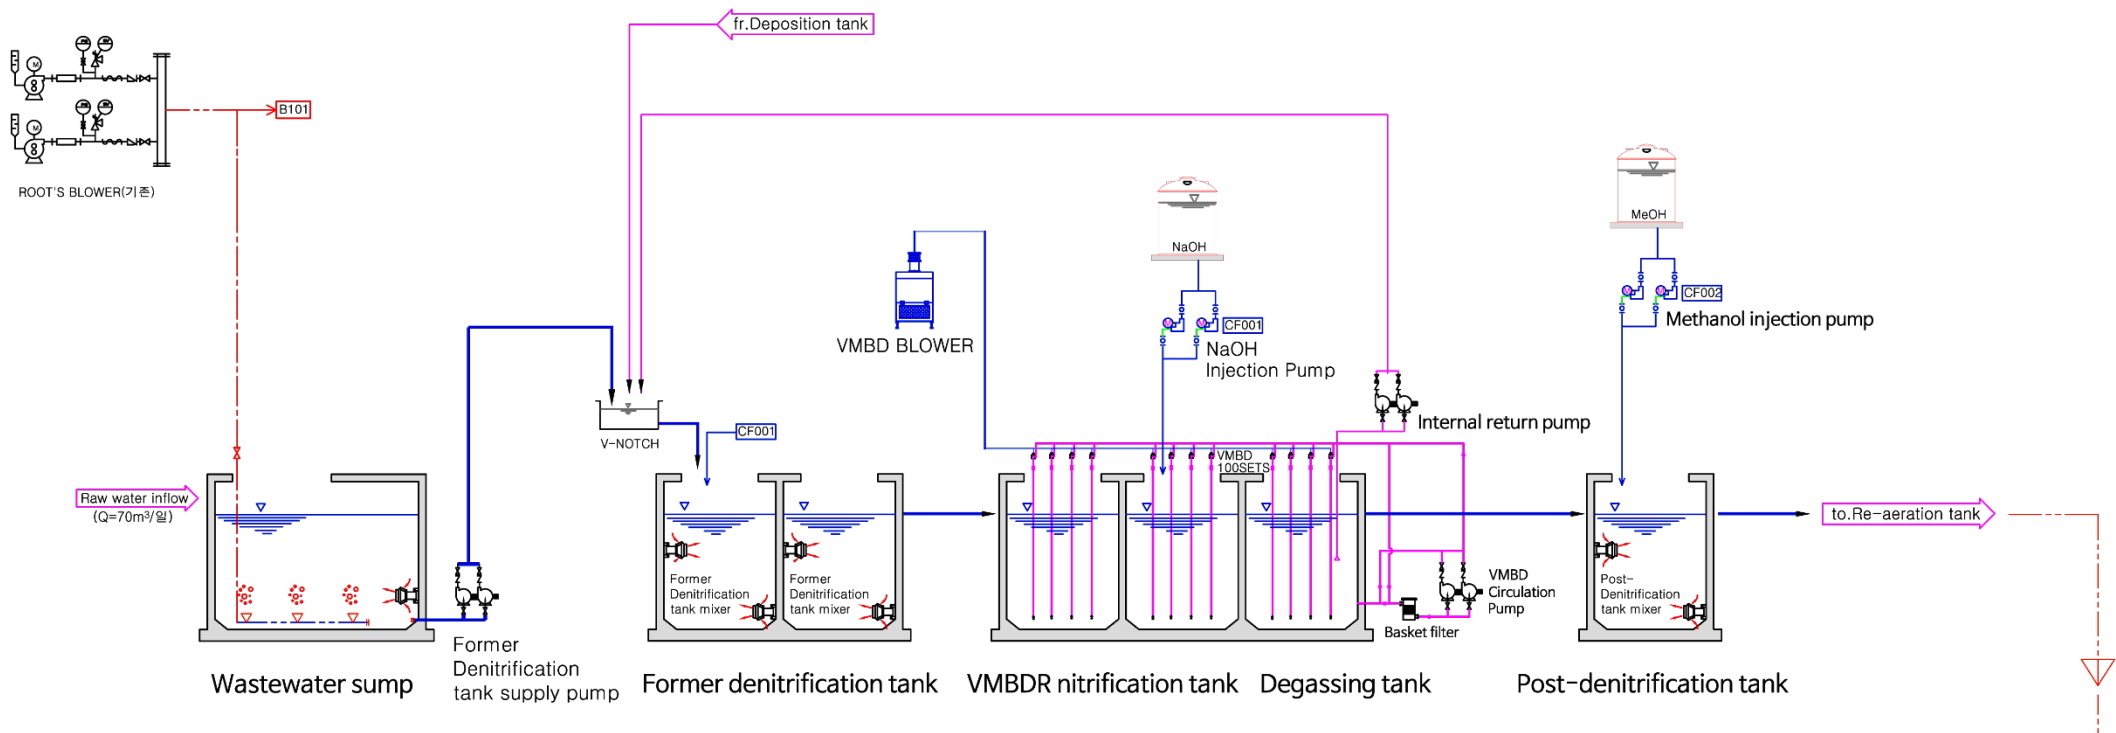 fr.Deposition tank
B101
ROOT'S BLOWER(기존)
MeOH
NaOH
CF002
Methanol injection pump
CF001
VMBD BLOWER
NaOH
Injection Pump
Internal return pump
V-NOTCH
CF001
VMBD
100SETS
Raw water inflow
(Q=70m³/일)
to.Re-aeration tank
Former
Denitrification
tank mixer
Former
Denitrification
tank mixer
Post-
Denitrification
tank mixer
VMBD
Circulation
Pump
Basket filter
Former
Denitrification
tank supply pump
Wastewater sump
Former denitrification tank
VMBDR nitrification tank
Degassing tank
Post-denitrification tank